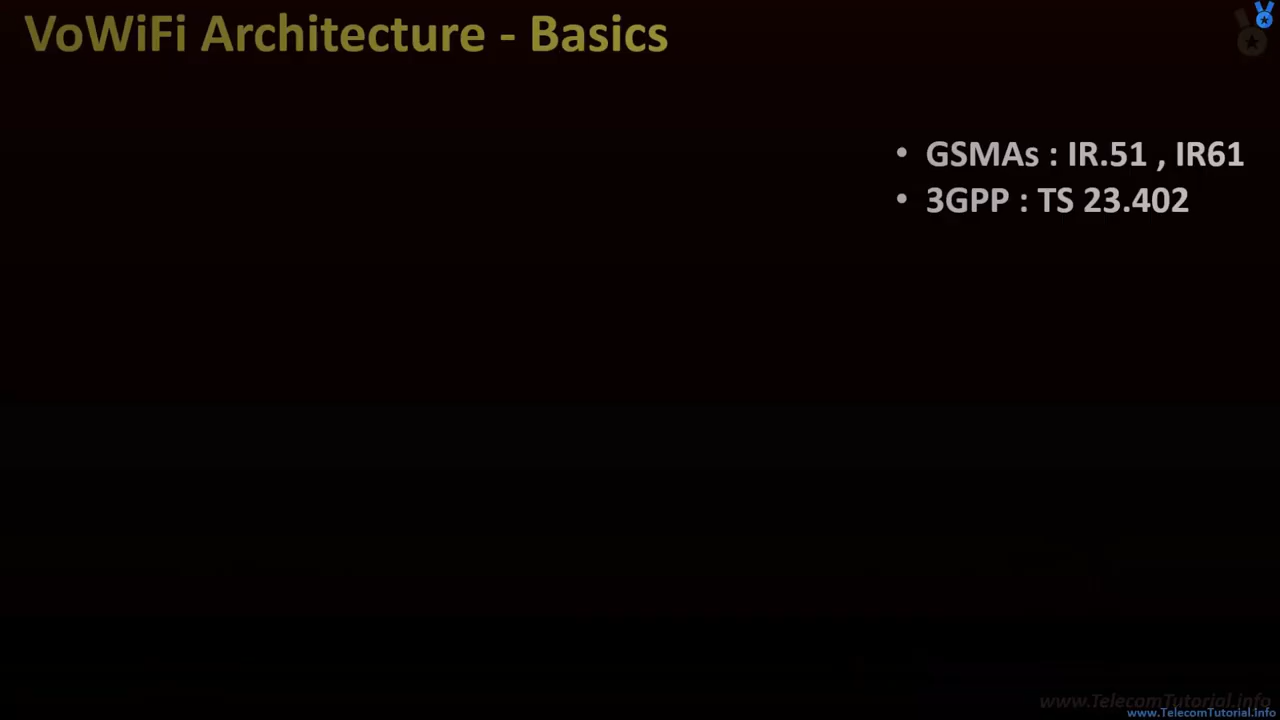 VoWiFi Architecture - Basics
• GSMAs : IR.51 , IR61
• 3GPP : TS 23.402
www.TelecomTutorial.info
www.TelecomTutorial.info